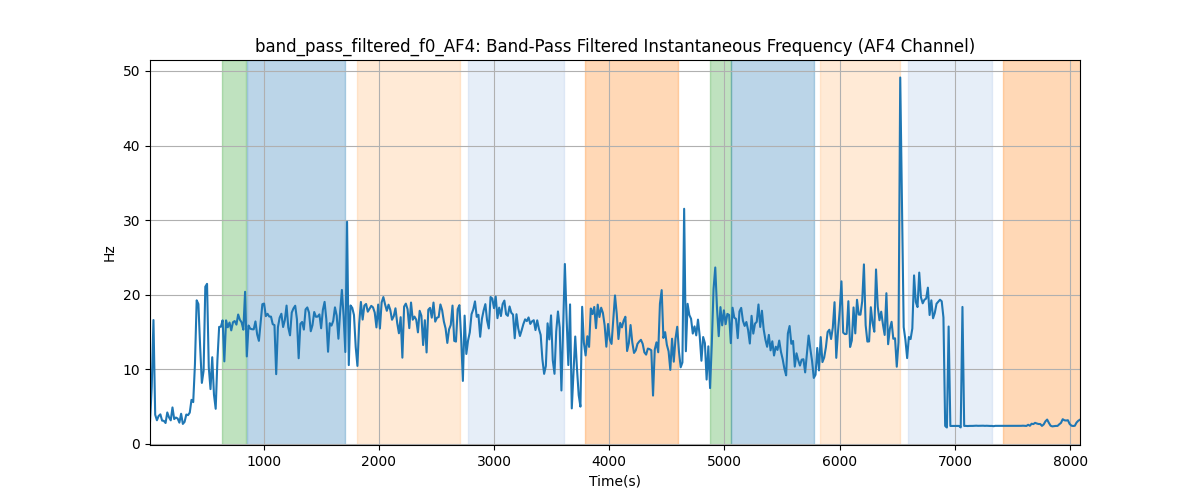 band_pass_filtered_f0_AF4: Band-Pass Filtered Instantaneous Frequency (AF4 Channel)
50
40
30
20
10
0
Hz
1000 2000 3000 4000 5000 6000 7000 8000
Time(s)